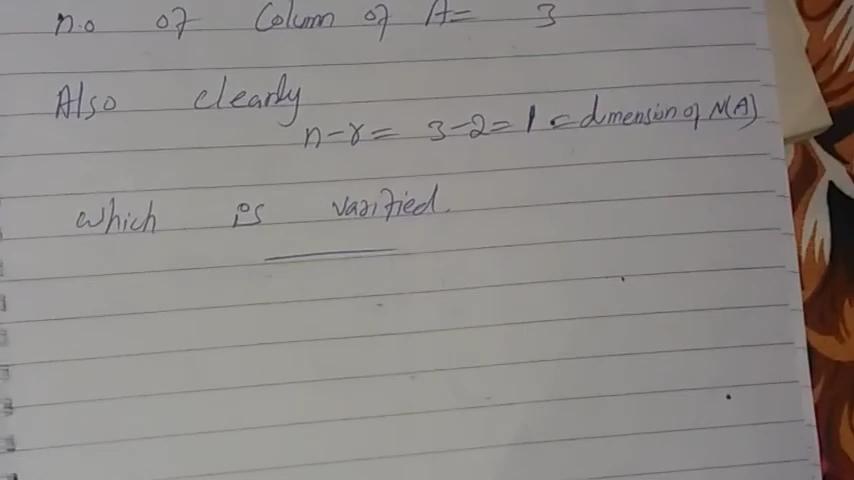 n.o of Column of A = 3
Also clearly
n-r = 3-2 = 1 = dimension of N(A)
which is varified.